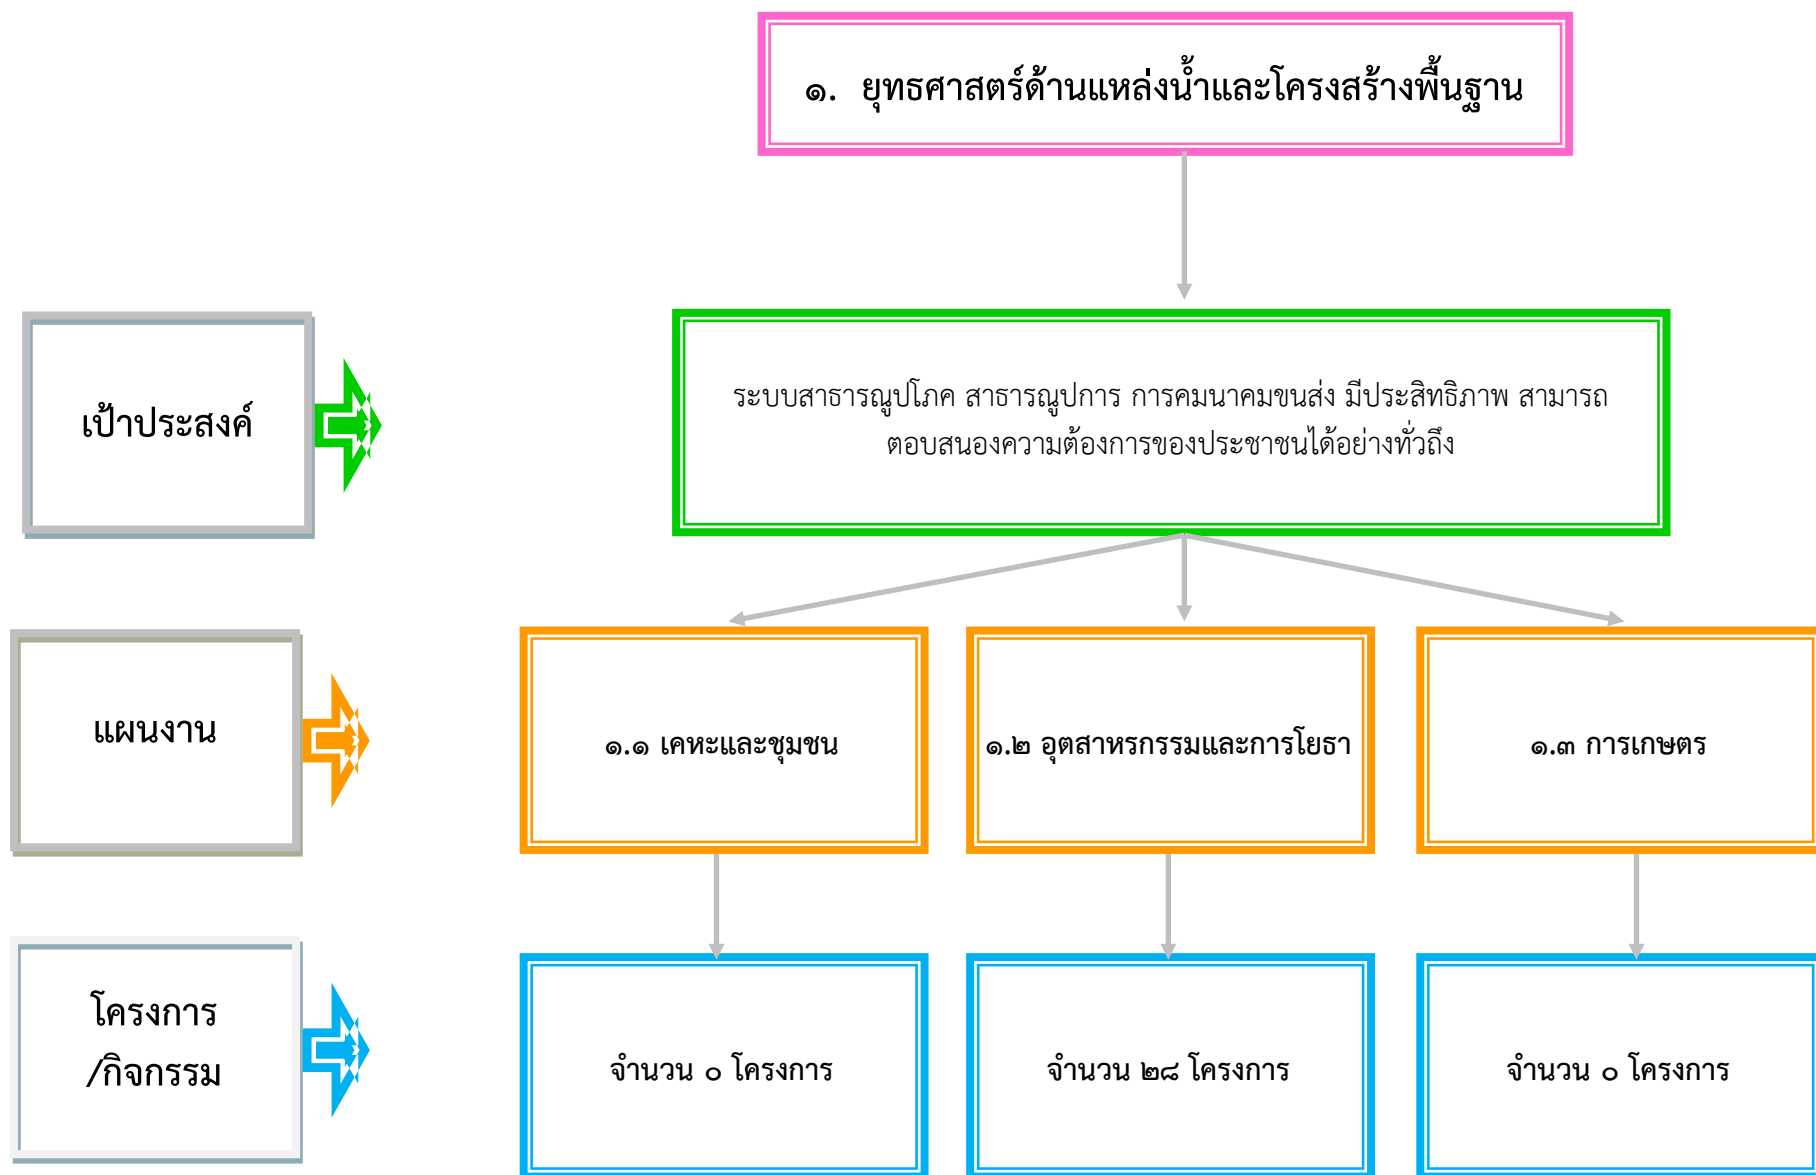 ๑. ยุทธศาสตร์ด้านแหล่งน้ำและโครงสร้างพื้นฐาน
เป้าประสงค์
ระบบสาธารณูปโภค สาธารณูปการ การคมนาคมขนส่ง มีประสิทธิภาพ สามารถ
ตอบสนองความต้องการของประชาชนได้อย่างทั่วถึง
แผนงาน
๑.๑ เคหะและชุมชน
๑.๒ อุตสาหรกรรมและการโยธา
๑.๓ การเกษตร
โครงการ
/กิจกรรม
จำนวน ๐ โครงการ
จำนวน ๒๘ โครงการ
จำนวน ๐ โครงการ